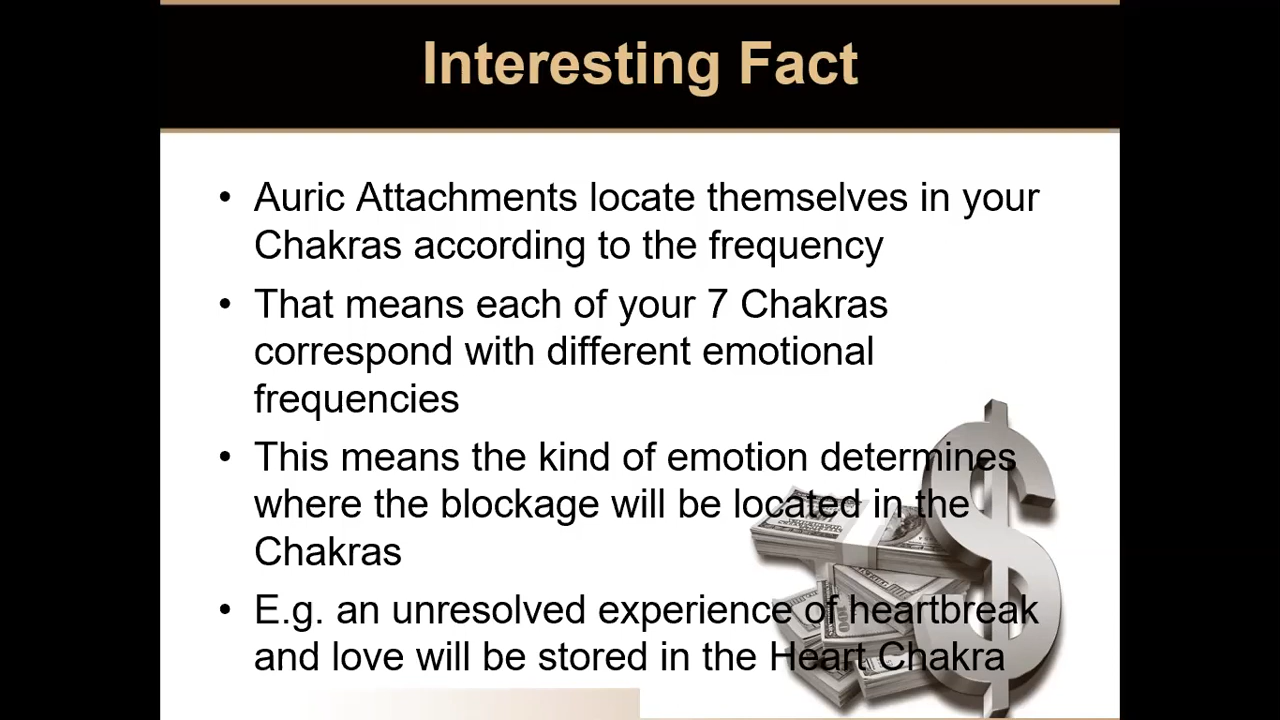 Interesting Fact
• Auric Attachments locate themselves in your
Chakras according to the frequency
• That means each of your 7 Chakras
correspond with different emotional
frequencies
• This means the kind of emotion determines
where the blockage will be located in the
Chakras
• E.g. an unresolved experience of heartbreak
and love will be stored in the Heart Chakra